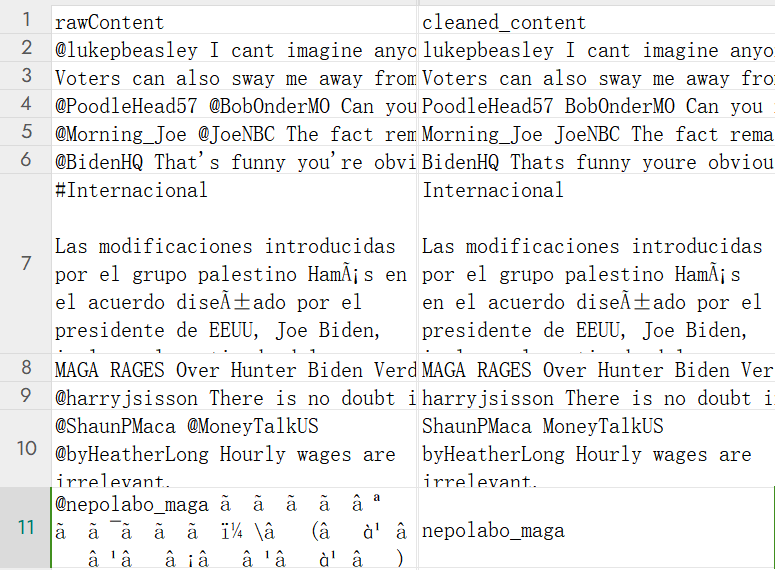 1 rawContent cleaned_content
2 @lukepbeasley I cant imagine anyo lukepbeasley I cant imagine anyo
3 Voters can also sway me away from Voters can also sway me away fro
4 @PoodleHead57 @BobOnderMO Can you PoodleHead57 BobOnderMO Can you
5 @Morning_Joe @JoeNBC The fact rem Morning_Joe JoeNBC The fact rema
6 @BidenHQ That's funny you're obvi BidenHQ Thats funny youre obviou
#Internacional Internacional
Las modificaciones introducidas Las modificaciones introducidas
7 por el grupo palestino HamÃ¡s en por el grupo palestino HamÃ¡s
el acuerdo diseÃ±ado por el en el acuerdo diseÃ±ado por el
presidente de EEUU, Joe Biden, presidente de EEUU, Joe Biden,
8 MAGA RAGES Over Hunter Biden Verd MAGA RAGES Over Hunter Biden Ver
9 @harryjsisson There is no doubt i harryjsisson There is no doubt i
@ShaunPMaca @MoneyTalkUS ShaunPMaca MoneyTalkUS
10 @byHeatherLong Hourly wages are byHeatherLong Hourly wages are
irrelevant. irrelevant.
@nepolabo_maga ã ã ã ã â ª
11 nepolabo_maga